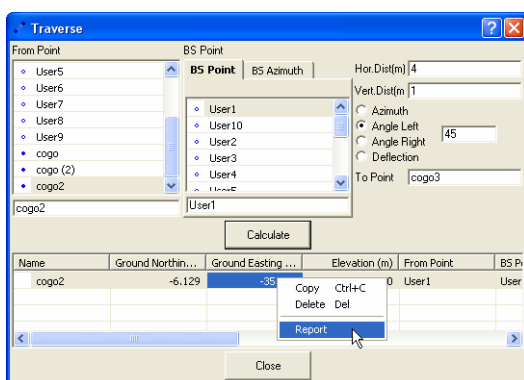 Traverse
From Point
User5
User6
User7
User8
User9
cogo
cogo (2)
cogo2
cogo2
BS Point
BS Point BS Azimuth
User1
User10
User2
User3
User4
User1
Hor.Dist(m) 4
Vert.Dist(m 1
Azimuth
Angle Left
Angle Right
45
Deflection
To Point cogo3
Calculate
Name Ground Northin... Ground Easting ... Elevation (m) From Point BS P
cogo2 -6.129 -35 0 User1 User
Copy Ctrl+C
Delete Del
Report
Close